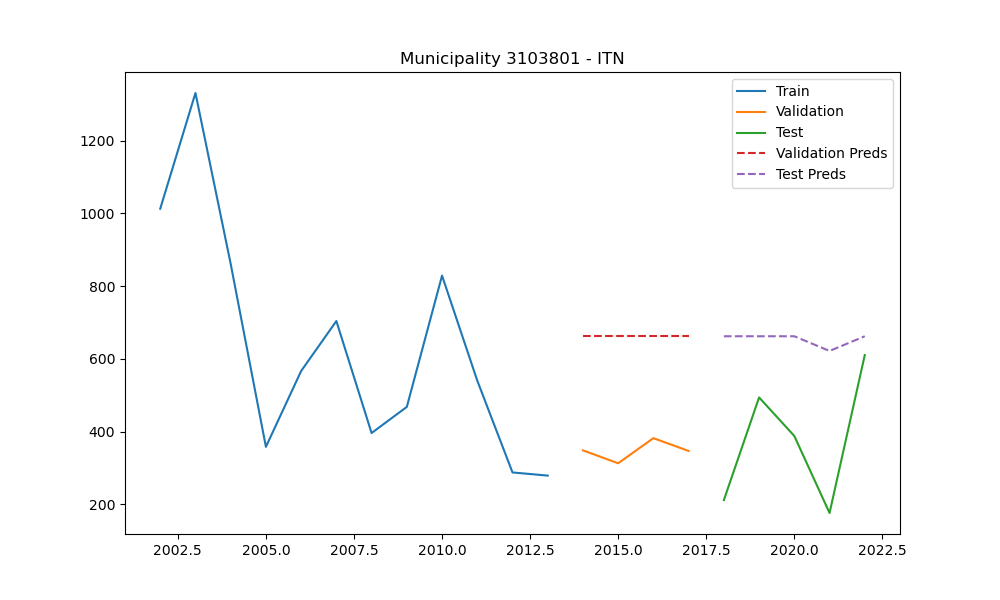 Municipality 3103801 - ITN
Train
Validation
Test
Validation Preds
Test Preds
1200
1000
800
600
400
200
2002.5 2005.0 2007.5 2010.0 2012.5 2015.0 2017.5 2020.0 2022.5